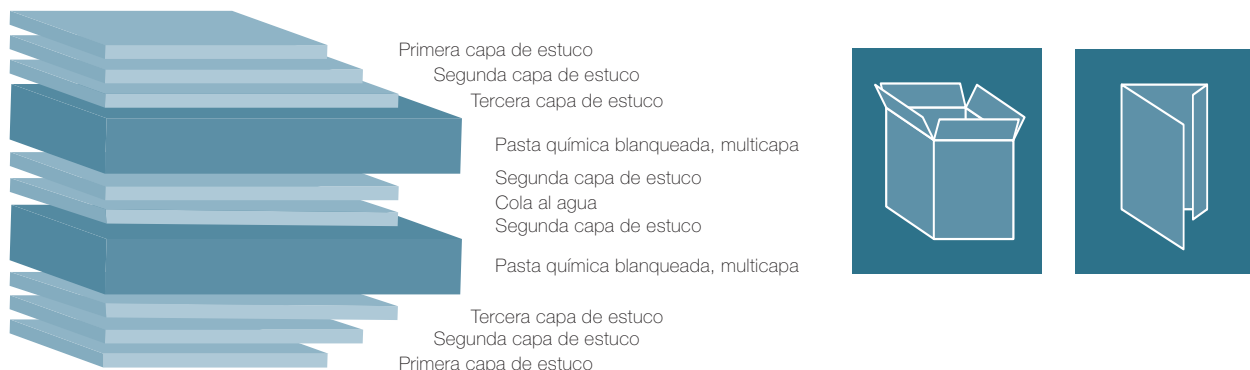 Primera capa de estuco
Segunda capa de estuco
Tercera capa de estuco
Pasta química blanqueada, multicapa
Segunda capa de estuco
Cola al agua
Segunda capa de estuco
Pasta química blanqueada, multicapa
Tercera capa de estuco
Segunda capa de estuco
Primera capa de estuco